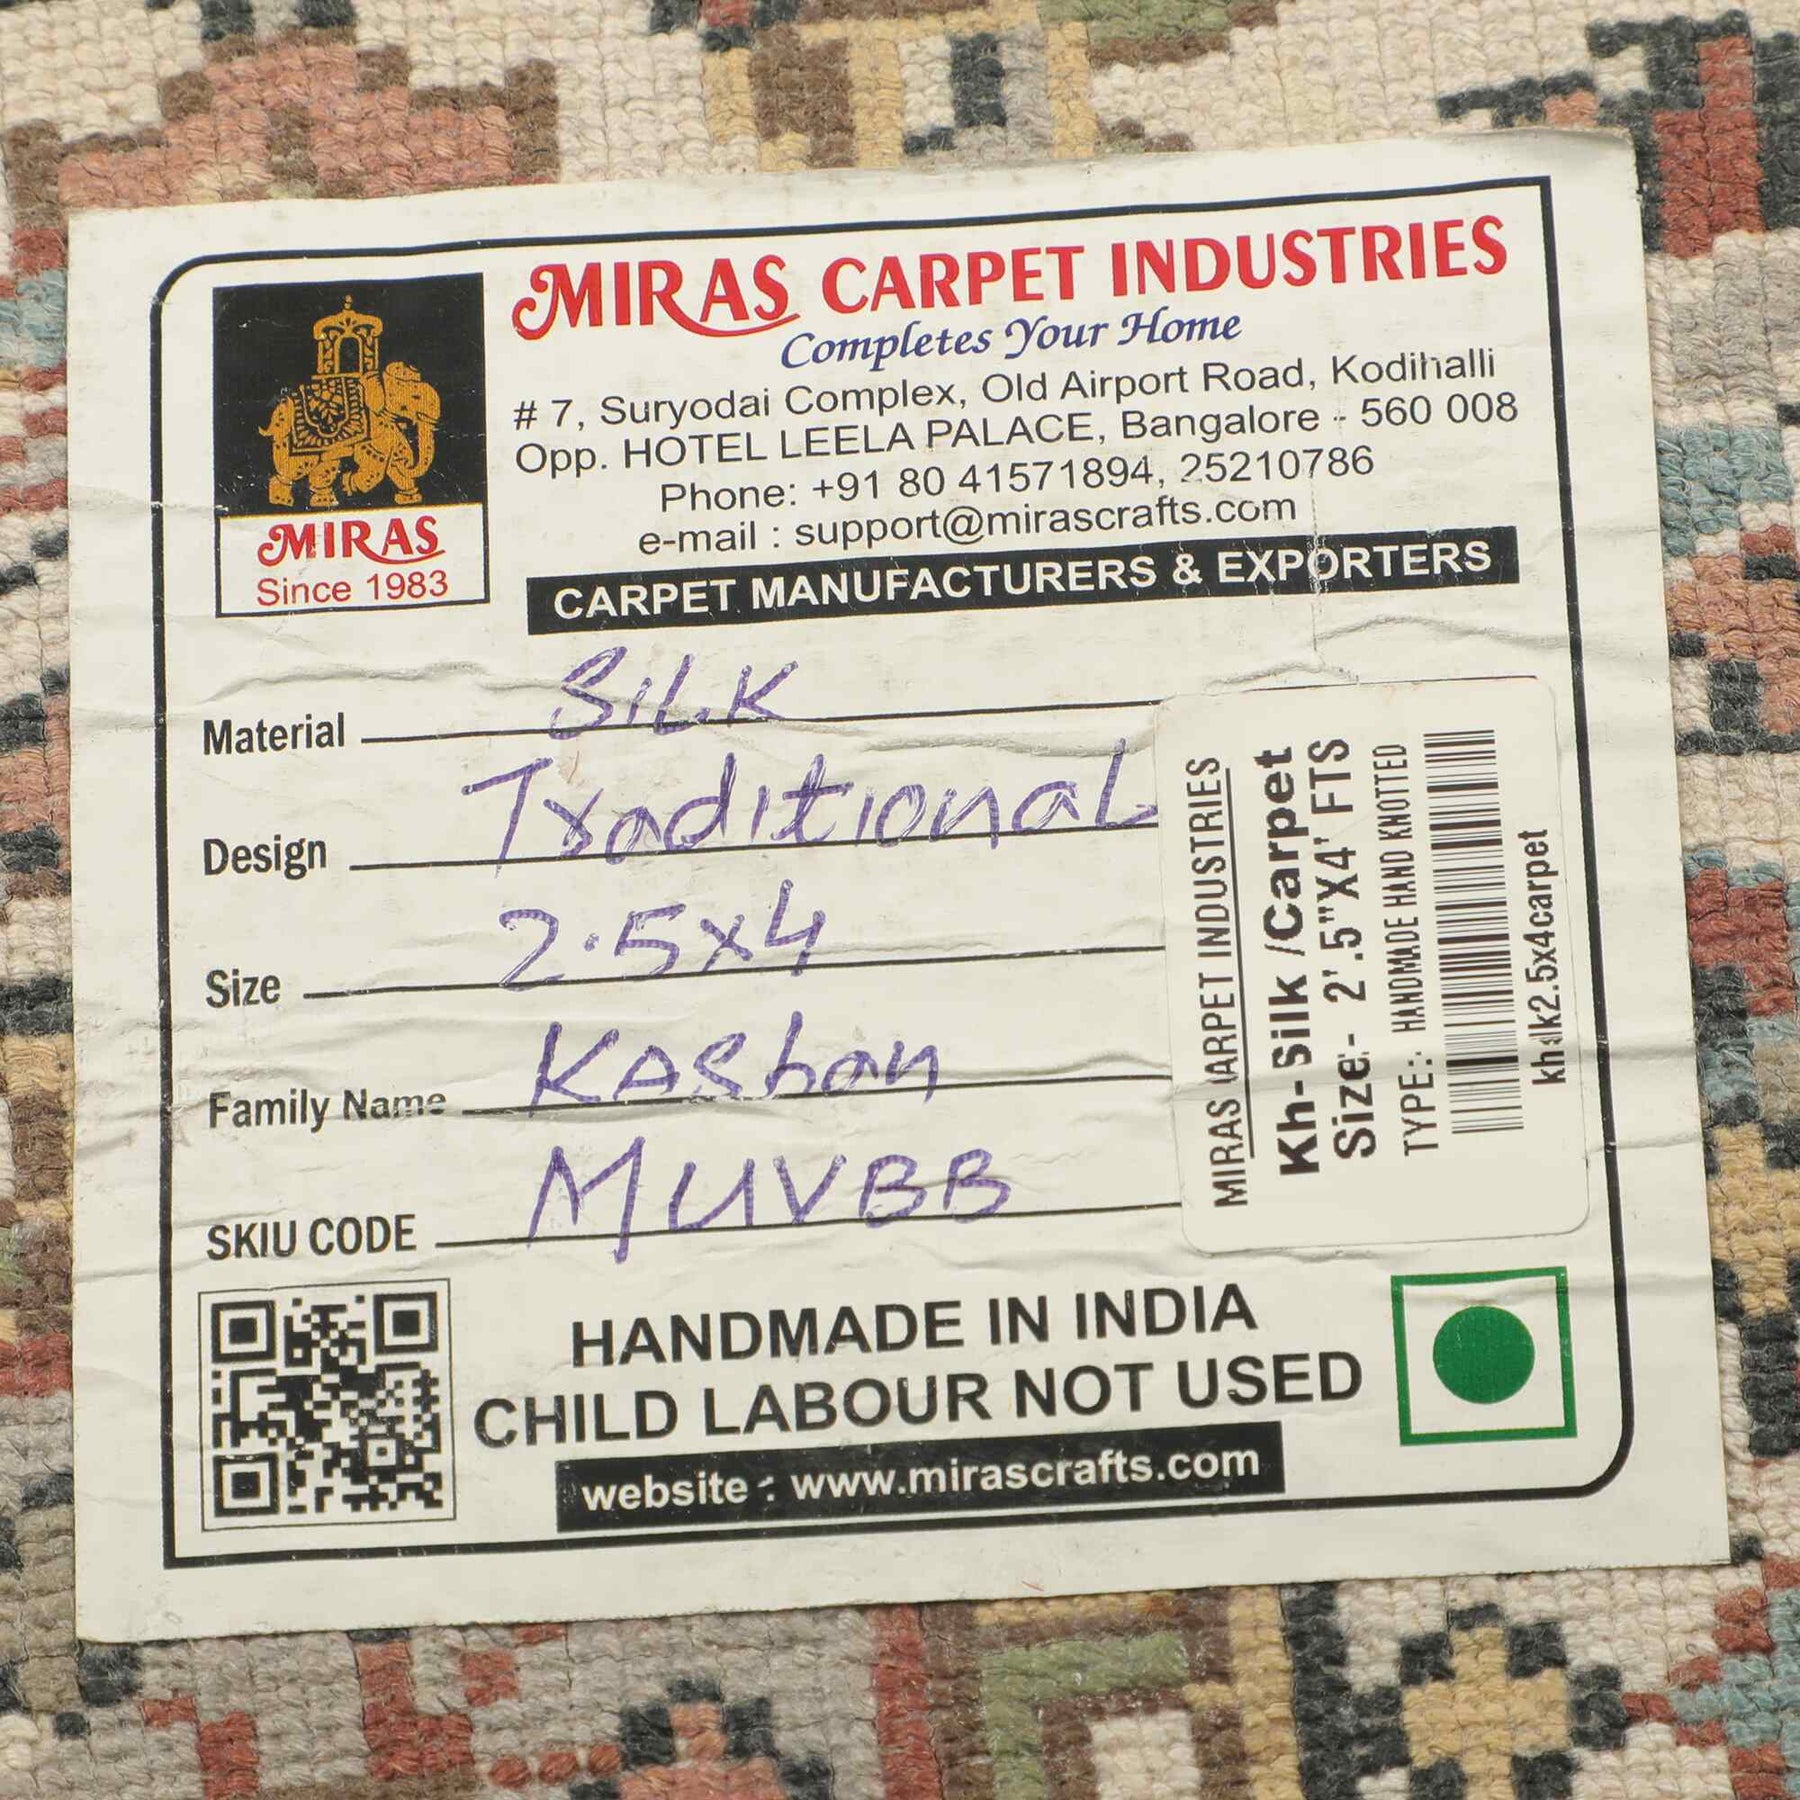 MIRAS CARPET INDUSTRIES
Completes Your Home
# 7, Suryodai Complex, Old Airport Road, Kodihalli
Opp. HOTEL LEELA PALACE, Bangalore - 560 008
Phone: +91 80 41571894, 25210786
e-mail : support@mirascrafts.com
CARPET MANUFACTURERS & EXPORTERS
MIRAS
Since 1983
Material SILK
Design Traditional
Size 2.5x4
Family Name Kashan
SKIU CODE MUVBB
MIRAS CARPET INDUSTRIES
Kh-Silk /Carpet
Size:- 2'.5"X4' FTS
TYPE:: HANDMADE HAND KNOTTED
khslk2.5x4carpet
HANDMADE IN INDIA
CHILD LABOUR NOT USED
website : www.mirascrafts.com